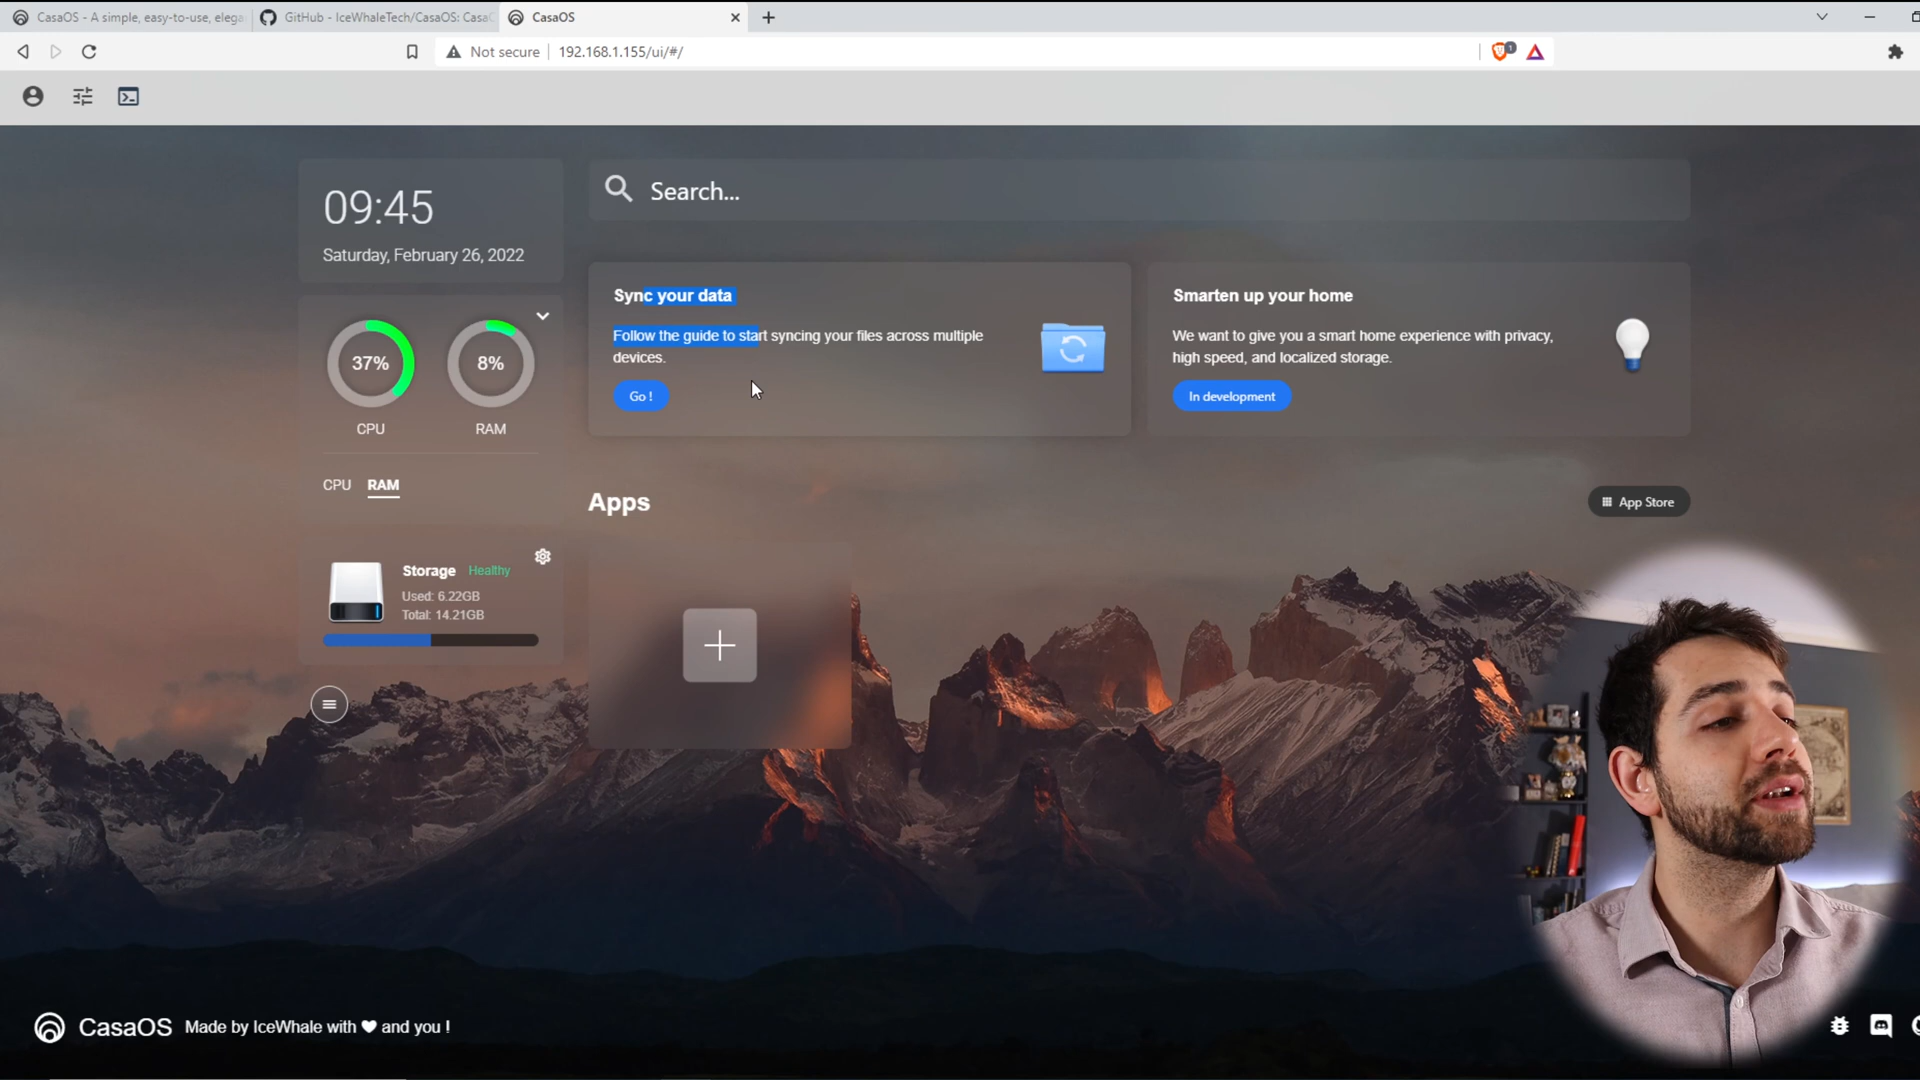 CasaOS - A simple, easy-to-use, elega
GitHub - IceWhaleTech/CasaOS: Casa
CasaOS
Not secure
192.168.1.155/ui/#/
1
09:45
Saturday, February 26, 2022
Search...
Sync your data
Follow the guide to start syncing your files across multiple
devices.
Go !
Smarten up your home
We want to give you a smart home experience with privacy,
high speed, and localized storage.
In development
37%
8%
CPU
RAM
CPU
RAM
Apps
App Store
Storage
Healthy
Used: 6.22GB
Total: 14.21GB
CasaOS
Made by IceWhale with ❤ and you !